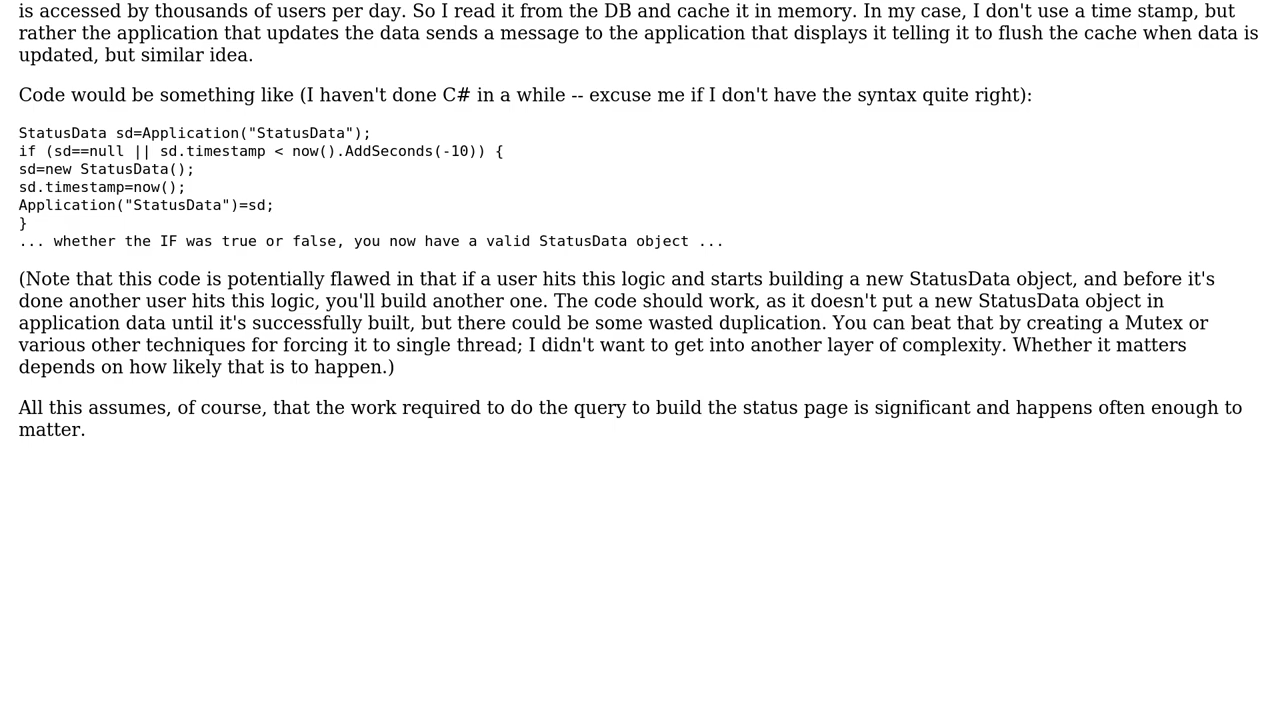 is accessed by thousands of users per day. So I read it from the DB and cache it in memory. In my case, I don't use a time stamp, but
rather the application that updates the data sends a message to the application that displays it telling it to flush the cache when data is
updated, but similar idea.
Code would be something like (I haven't done C# in a while -- excuse me if I don't have the syntax quite right):
StatusData sd=Application("StatusData");
if (sd==null || sd.timestamp < now().AddSeconds(-10)) {
sd=new StatusData();
sd.timestamp=now();
Application("StatusData")=sd;
}
... whether the IF was true or false, you now have a valid StatusData object ...
(Note that this code is potentially flawed in that if a user hits this logic and starts building a new StatusData object, and before it's
done another user hits this logic, you'll build another one. The code should work, as it doesn't put a new StatusData object in
application data until it's successfully built, but there could be some wasted duplication. You can beat that by creating a Mutex or
various other techniques for forcing it to single thread; I didn't want to get into another layer of complexity. Whether it matters
depends on how likely that is to happen.)
All this assumes, of course, that the work required to do the query to build the status page is significant and happens often enough to
matter.